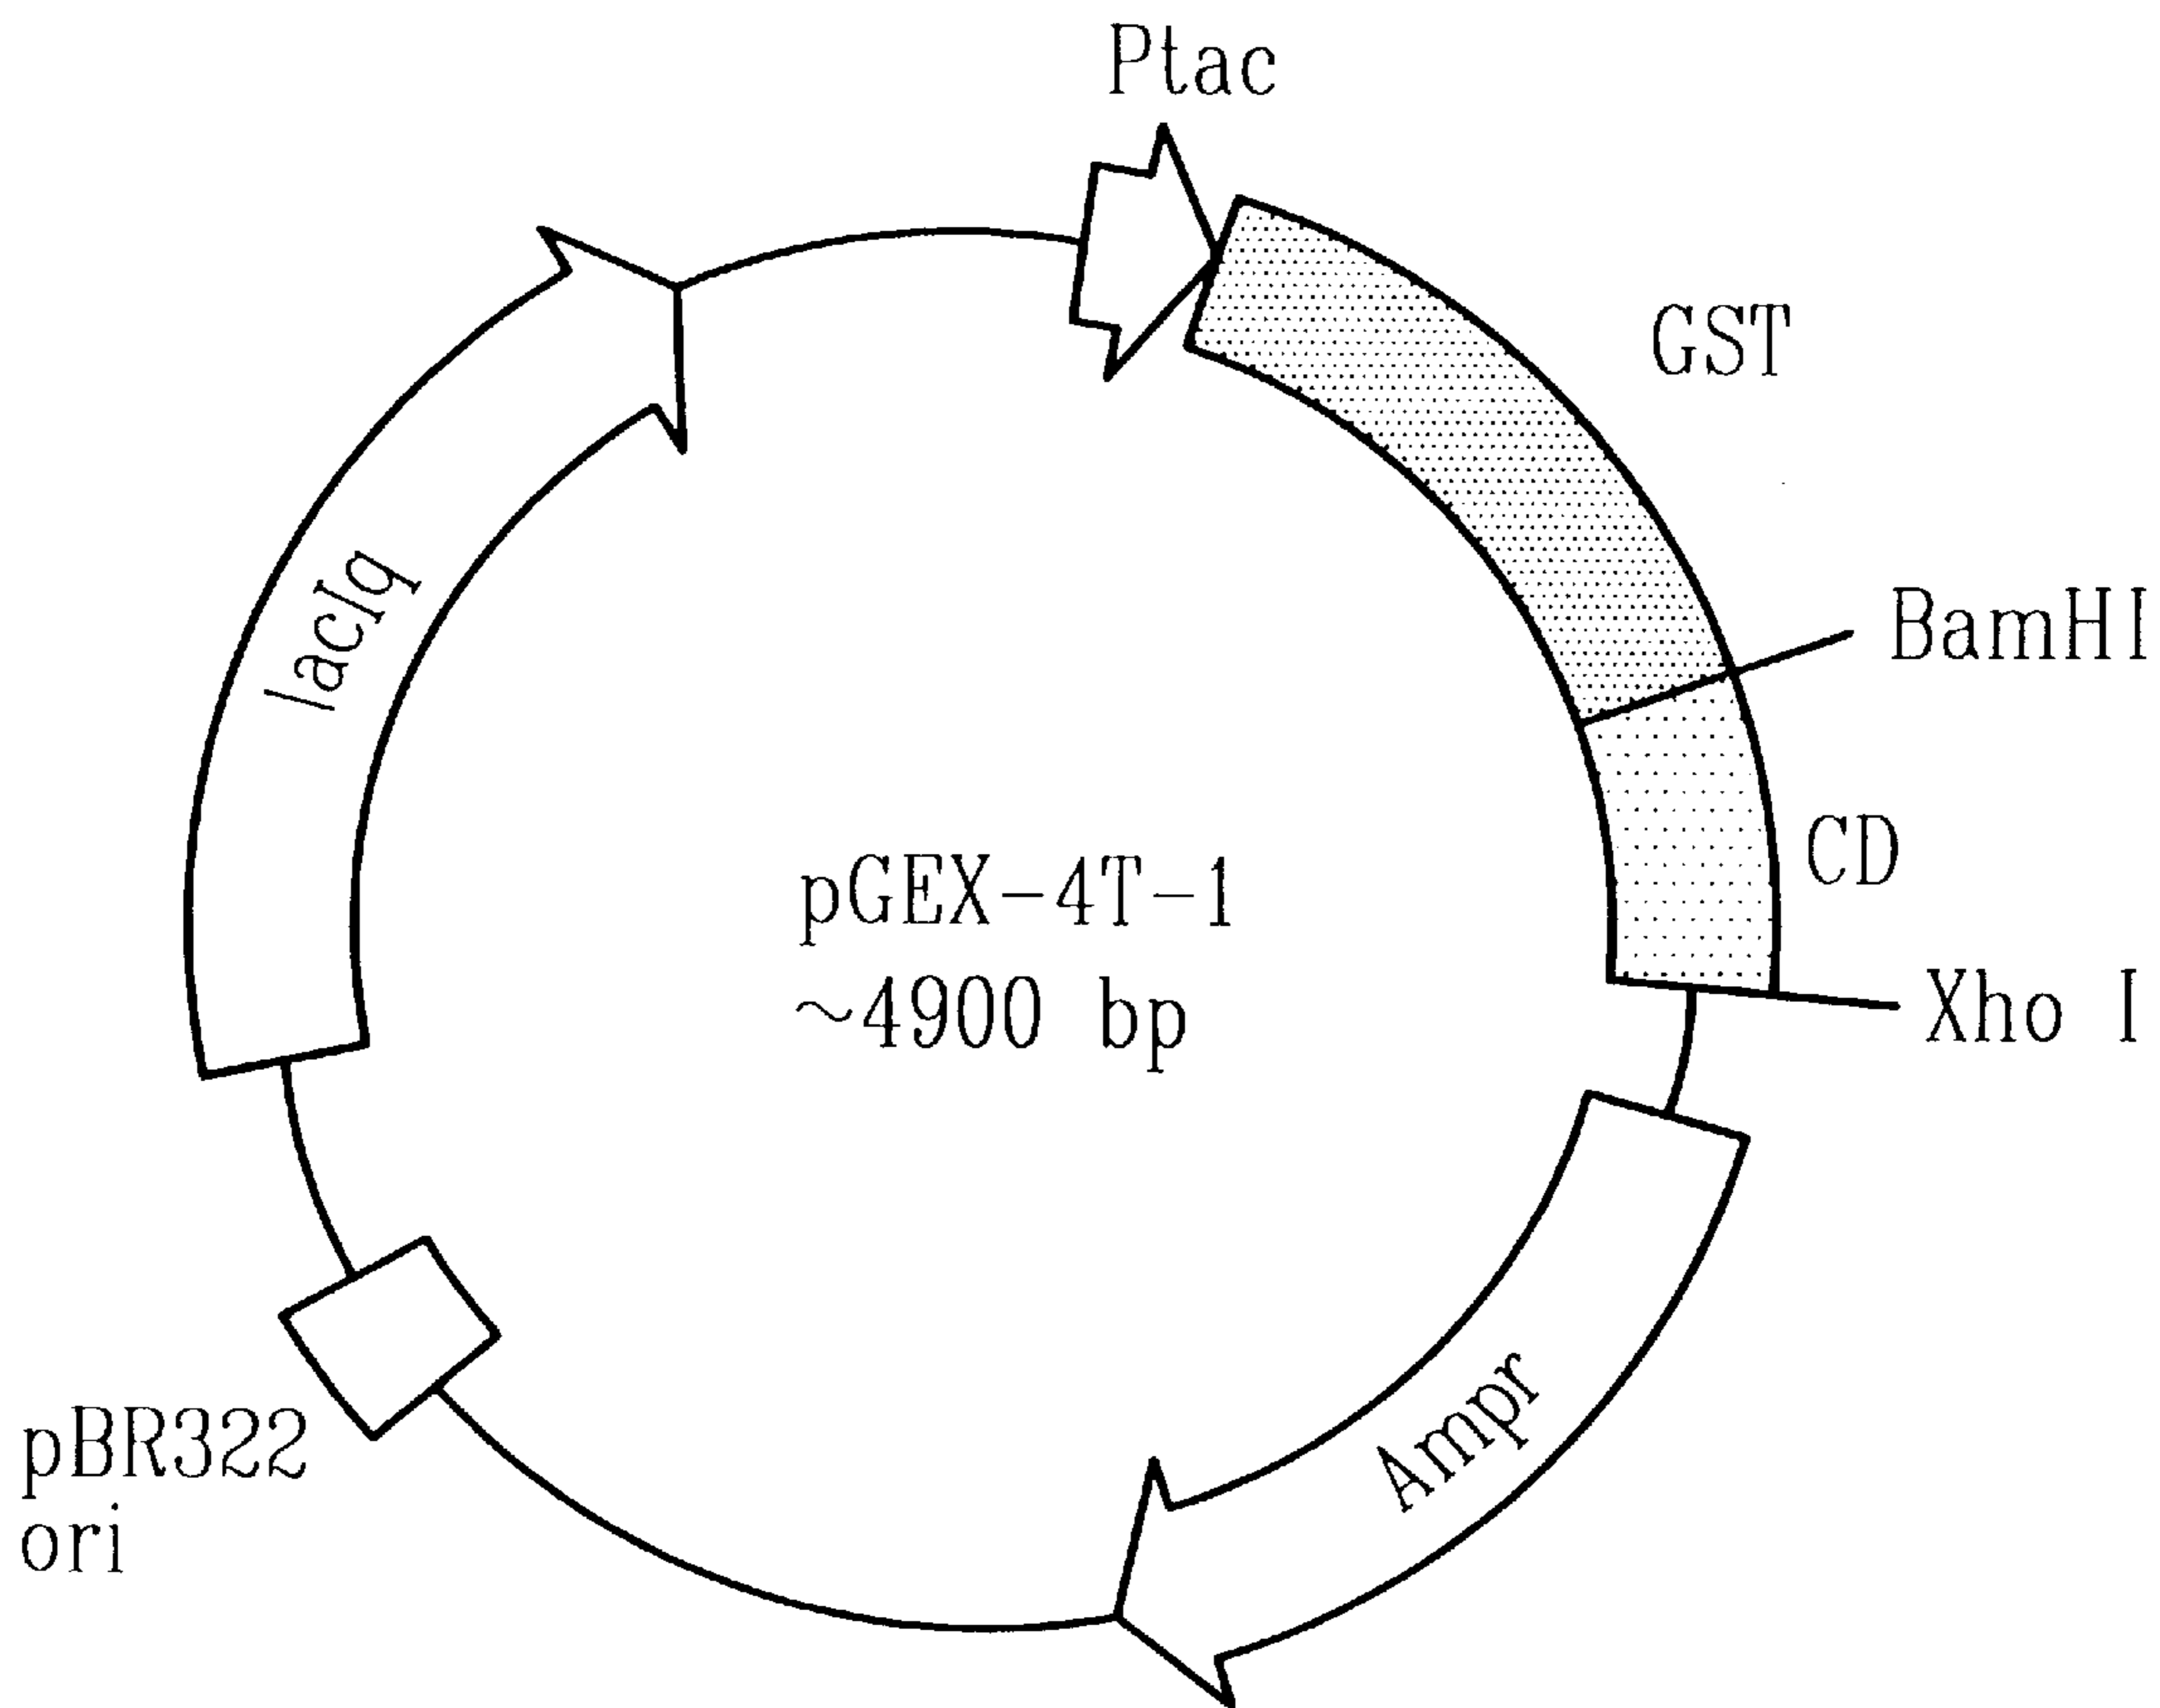 Ptac
GST
BamHI
lacIq
CD
pGEX-4T-1
~4900 bp
Xho I
Ampr
pBR322
ori